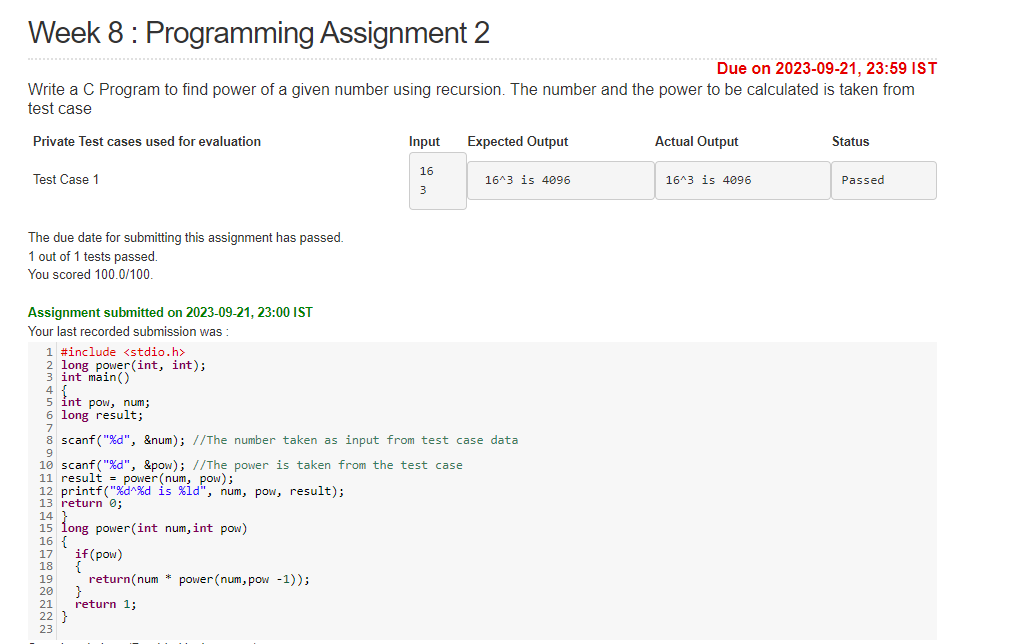 Week 8 : Programming Assignment 2
Due on 2023-09-21, 23:59 IST
Write a C Program to find power of a given number using recursion. The number and the power to be calculated is taken from
test case
Private Test cases used for evaluation Input Expected Output Actual Output Status
Test Case 1
16
3
16^3 is 4096
16^3 is 4096
Passed
The due date for submitting this assignment has passed.
1 out of 1 tests passed.
You scored 100.0/100.
Assignment submitted on 2023-09-21, 23:00 IST
Your last recorded submission was :
1 #include <stdio.h>
2 long power(int, int);
3 int main()
4 {
5 int pow, num;
6 long result;
7
8 scanf("%d", &num); //The number taken as input from test case data
9
10 scanf("%d", &pow); //The power is taken from the test case
11 result = power(num, pow);
12 printf("%d^%d is %ld", num, pow, result);
13 return 0;
14 }
15 long power(int num,int pow)
16 {
17   if(pow)
18   {
19     return(num * power(num,pow -1));
20   }
21   return 1;
22 }
23